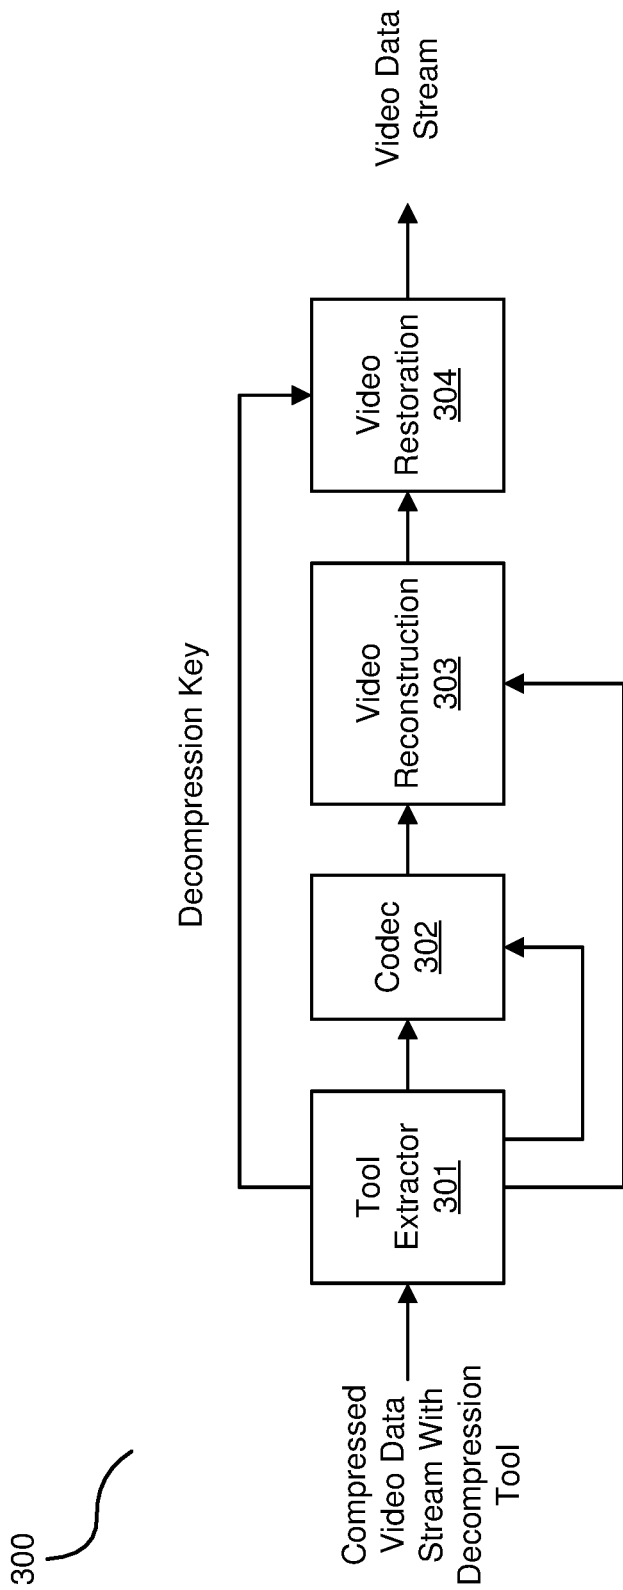 300
Decompression Key
Compressed
Video Data
Stream With
Decompression
Tool
Tool
Extractor
301
Codec
302
Video
Reconstruction
303
Video
Restoration
304
Video Data
Stream